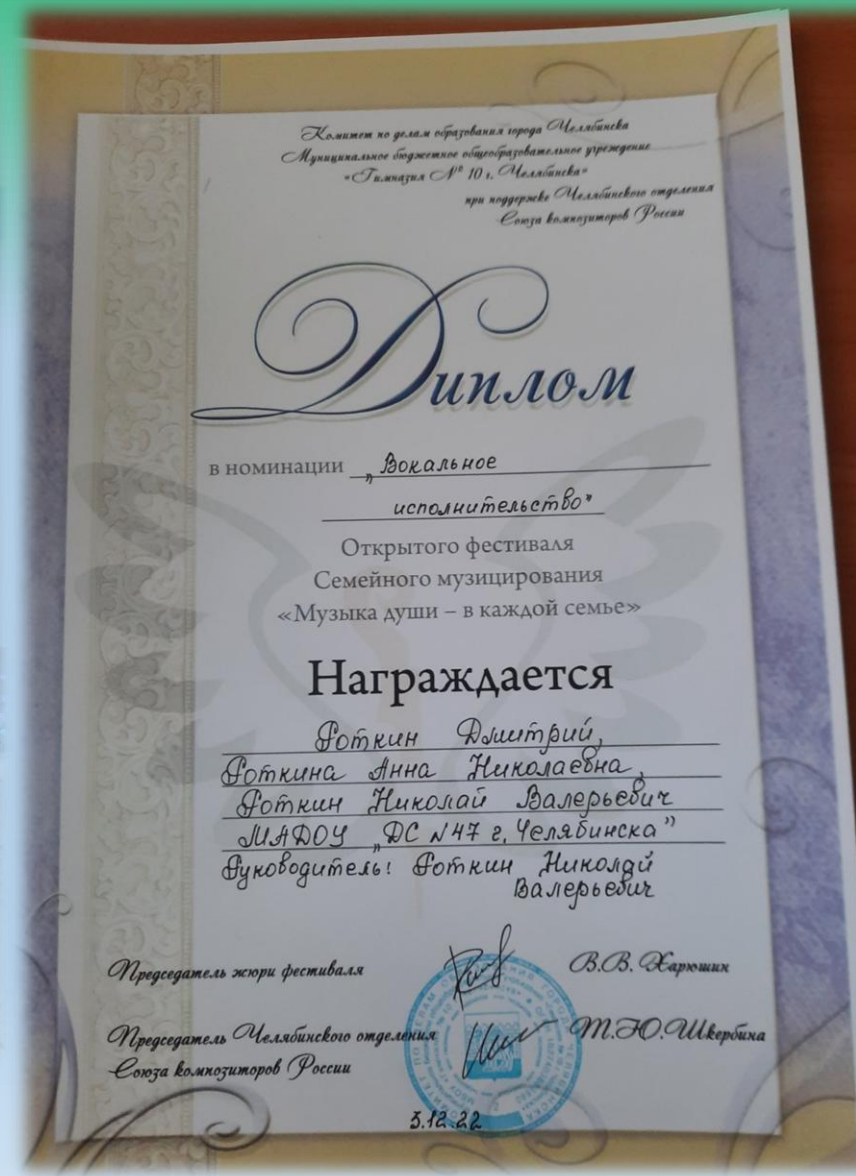 Комитет по делам образования города Челябинска
Муниципальное бюджетное общеобразовательное учреждение
«Гимназия № 10 г. Челябинска»
при поддержке Челябинского отделения
Союза композиторов России
Диплом
в номинации „Вокальное
исполнительство"
Открытого фестиваля
Семейного музицирования
«Музыка души – в каждой семье»
Награждается
Роткин Дмитрий,
Роткина Анна Николаевна,
Роткин Николай Валерьевич
МАДОУ „ДС N47 г. Челябинска"
Руководитель: Роткин Николай
Валерьевич
Председатель жюри фестиваля В.В. Харюшин
Председатель Челябинского отделения Т.Ю. Шкербина
Союза композиторов России
3.12.22